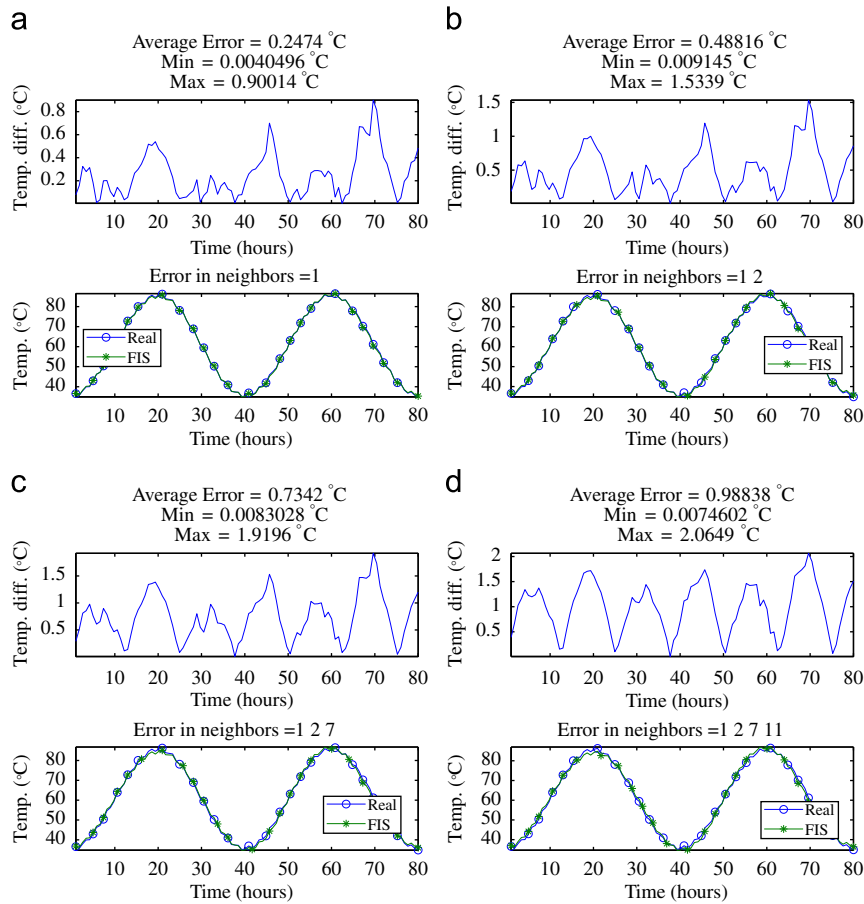 a
Average Error = 0.2474 °C
Min = 0.0040496 °C
Max = 0.90014 °C
Temp. diff. (°C)
0.8
0.6
0.4
0.2
10 20 30 40 50 60 70 80
Time (hours)
Error in neighbors =1
Temp. (°C)
80
70
60
50
40
Real
FIS
10 20 30 40 50 60 70 80
Time (hours)
b
Average Error = 0.48816 °C
Min = 0.009145 °C
Max = 1.5339 °C
Temp. diff. (°C)
1.5
1
0.5
10 20 30 40 50 60 70 80
Time (hours)
Error in neighbors =1 2
Temp. (°C)
80
70
60
50
40
Real
FIS
10 20 30 40 50 60 70 80
Time (hours)
c
Average Error = 0.7342 °C
Min = 0.0083028 °C
Max = 1.9196 °C
Temp. diff. (°C)
1.5
1
0.5
10 20 30 40 50 60 70 80
Time (hours)
Error in neighbors =1 2 7
Temp. (°C)
80
70
60
50
40
Real
FIS
10 20 30 40 50 60 70 80
Time (hours)
d
Average Error = 0.98838 °C
Min = 0.0074602 °C
Max = 2.0649 °C
Temp. diff. (°C)
2
1.5
1
0.5
10 20 30 40 50 60 70 80
Time (hours)
Error in neighbors =1 2 7 11
Temp. (°C)
80
70
60
50
40
Real
FIS
10 20 30 40 50 60 70 80
Time (hours)